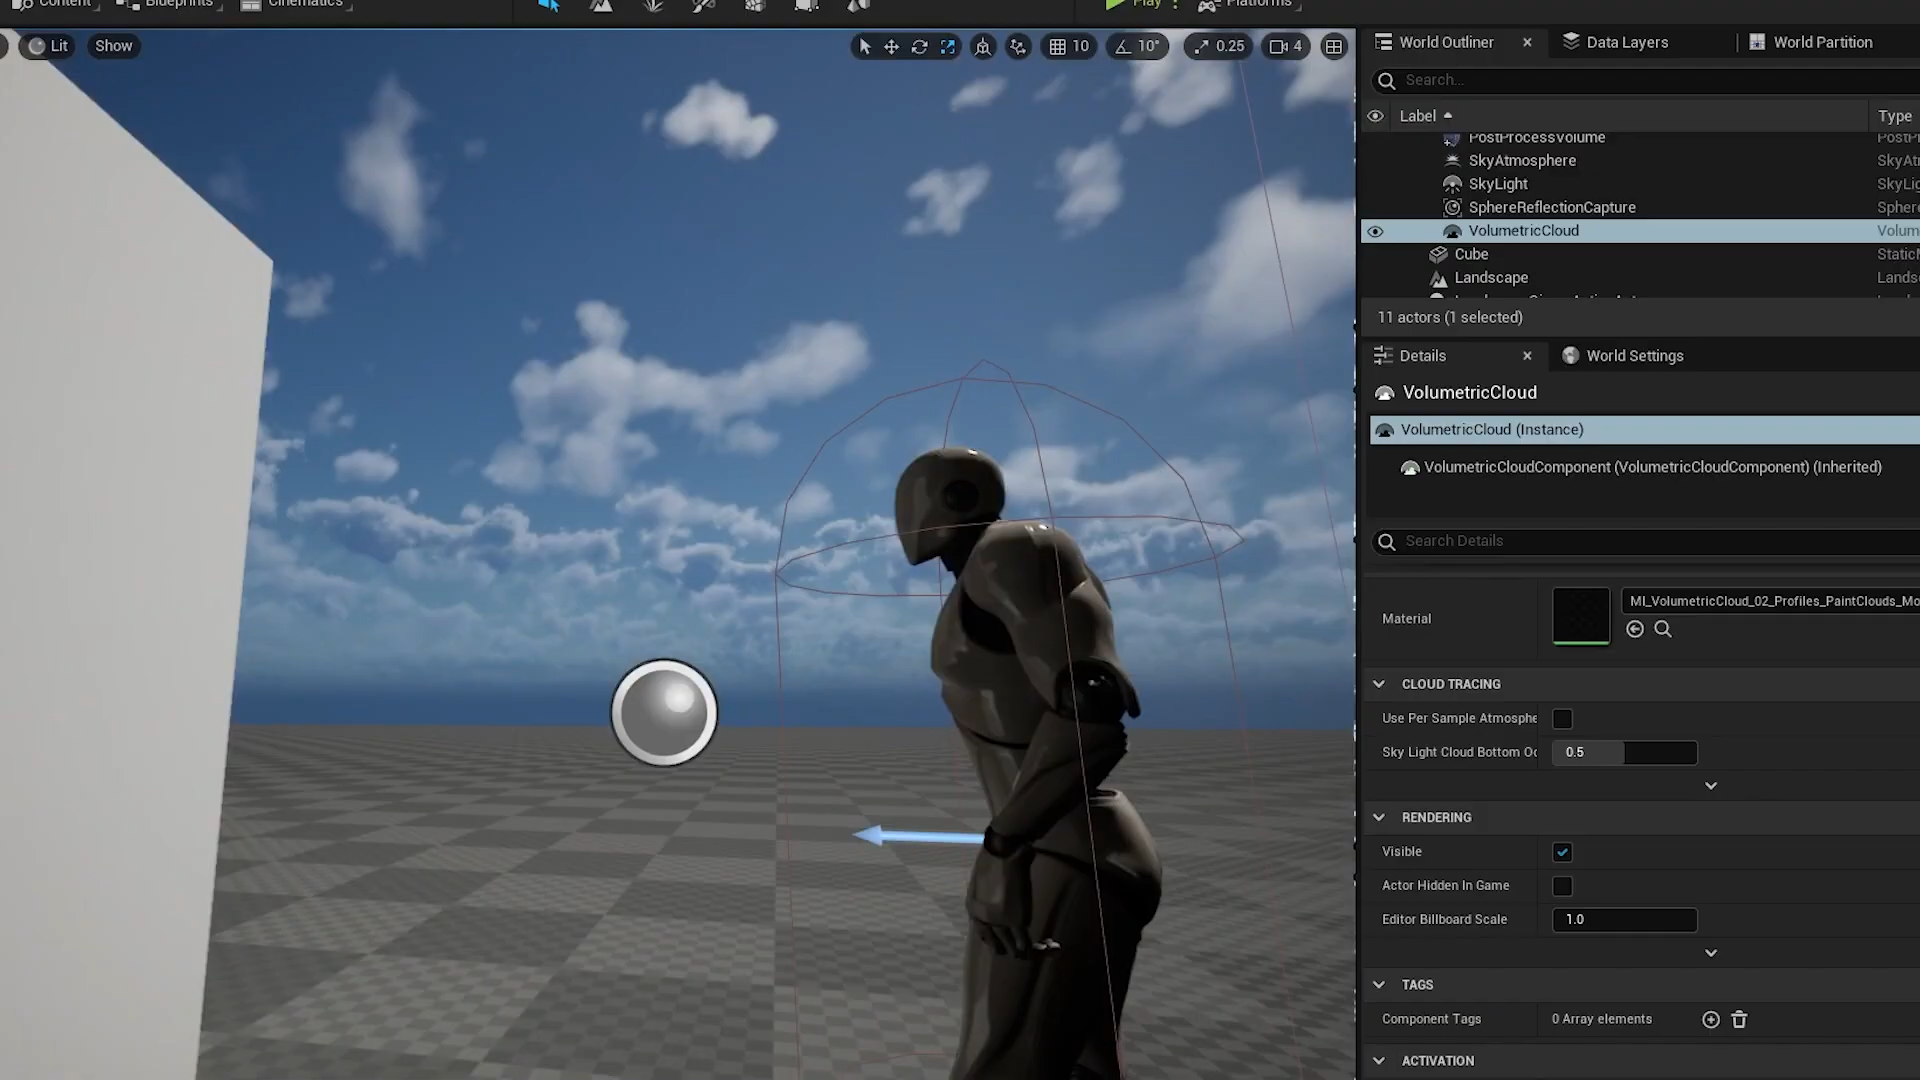 Content
Blueprints
Cinematics
Play
Platforms
Lit
Show
10
10°
0.25
4
World Outliner
Data Layers
World Partition
Search...
Label
Type
PostProcessVolume
PostP
SkyAtmosphere
SkyAt
SkyLight
SkyLig
SphereReflectionCapture
Sphere
VolumetricCloud
Volum
Cube
StaticM
Landscape
Lands
11 actors (1 selected)
Details
World Settings
VolumetricCloud
VolumetricCloud (Instance)
VolumetricCloudComponent (VolumetricCloudComponent) (Inherited)
Search Details
Material
MI_VolumetricCloud_02_Profiles_PaintClouds_Mo
CLOUD TRACING
Use Per Sample Atmosphe
Sky Light Cloud Bottom Oc
0.5
RENDERING
Visible
Actor Hidden In Game
Editor Billboard Scale
1.0
TAGS
Component Tags
0 Array elements
ACTIVATION